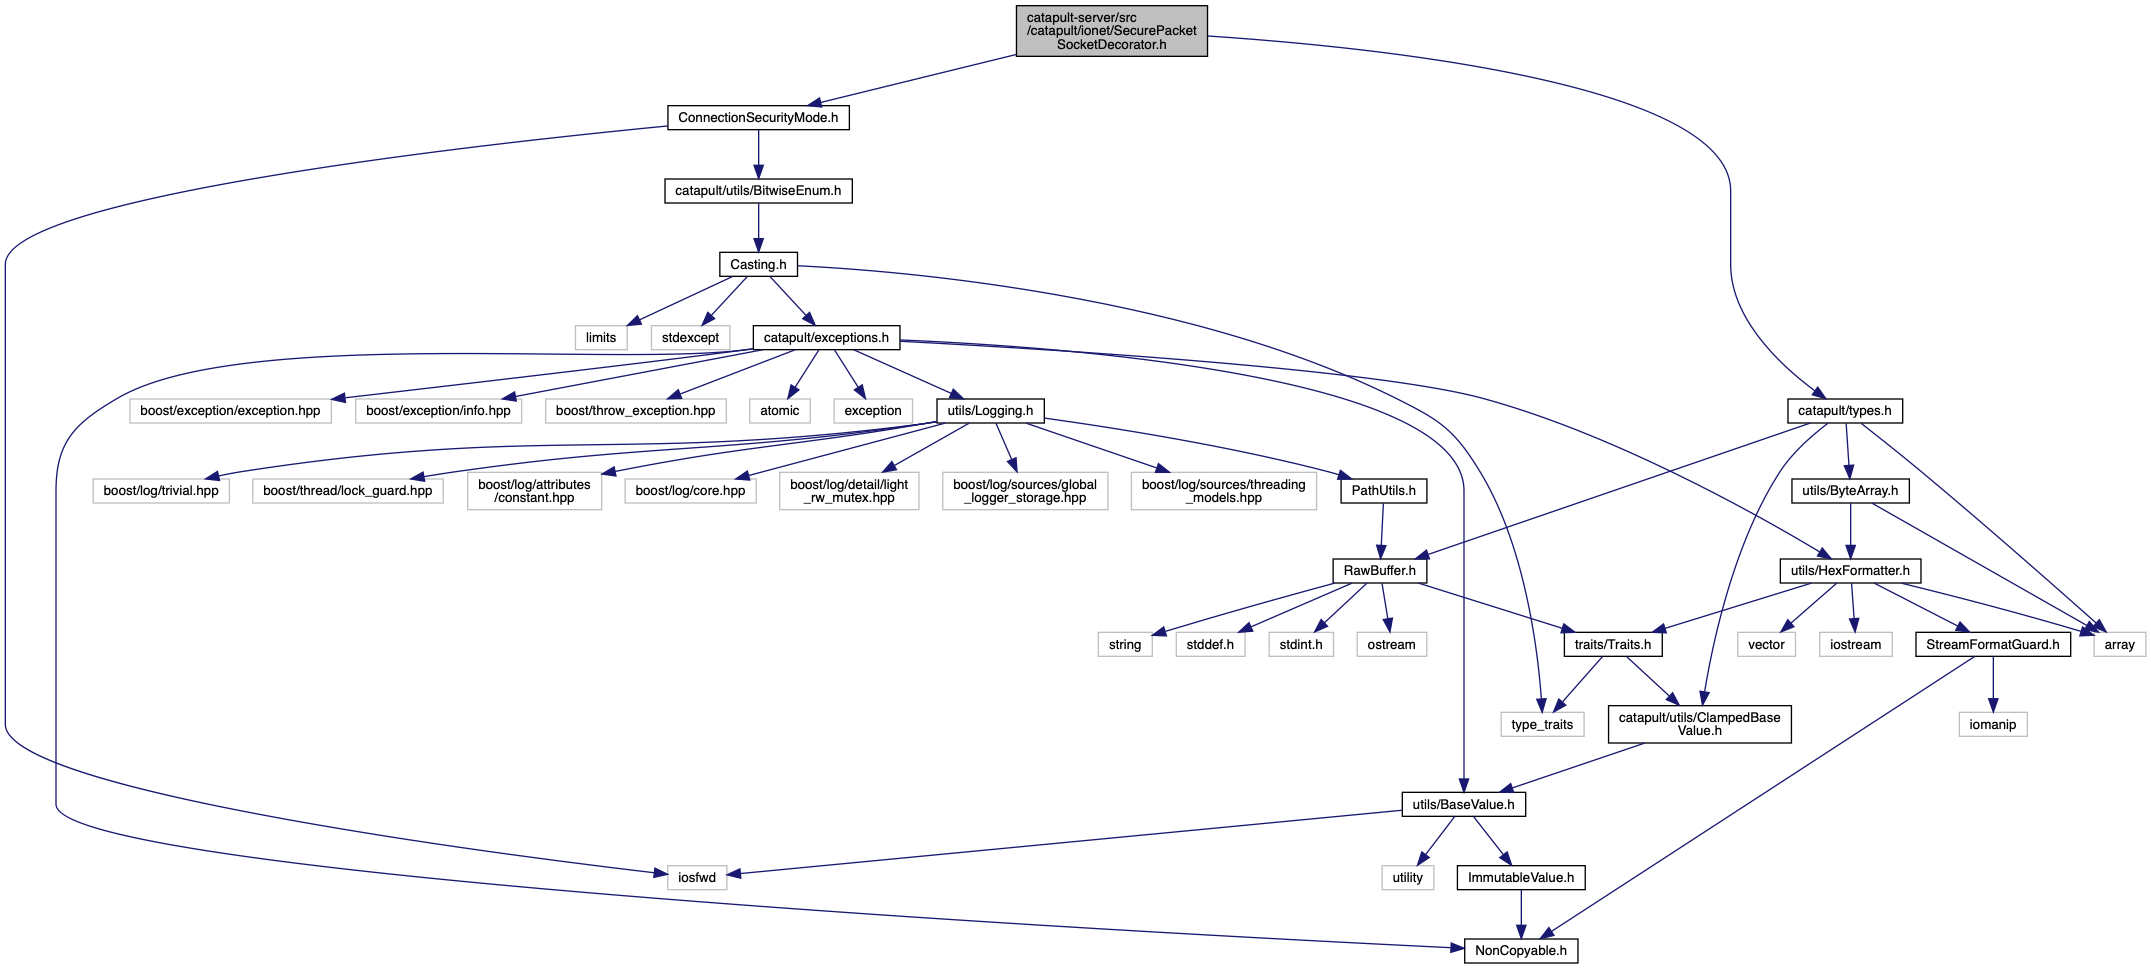 catapult-server/src
/catapult/ionet/SecurePacket
SocketDecorator.h
ConnectionSecurityMode.h
catapult/utils/BitwiseEnum.h
Casting.h
limits
stdexcept
catapult/exceptions.h
boost/exception/exception.hpp
boost/exception/info.hpp
boost/throw_exception.hpp
atomic
exception
utils/Logging.h
catapult/types.h
boost/log/trivial.hpp
boost/thread/lock_guard.hpp
boost/log/attributes
/constant.hpp
boost/log/core.hpp
boost/log/detail/light
_rw_mutex.hpp
boost/log/sources/global
_logger_storage.hpp
boost/log/sources/threading
_models.hpp
PathUtils.h
utils/ByteArray.h
RawBuffer.h
utils/HexFormatter.h
string
stddef.h
stdint.h
ostream
traits/Traits.h
vector
iostream
StreamFormatGuard.h
array
type_traits
catapult/utils/ClampedBase
Value.h
iomanip
utils/BaseValue.h
iosfwd
utility
ImmutableValue.h
NonCopyable.h